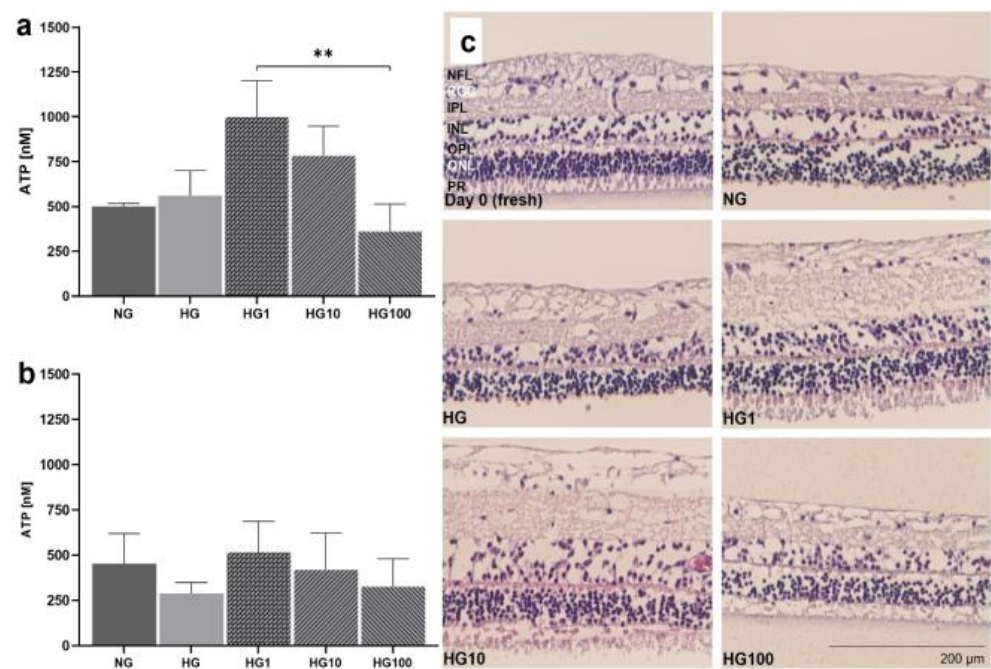 a
1500
1250
1000
750
500
250
0
ATP [nM]
**
NG HG HG1 HG10 HG100
b
1500
1250
1000
750
500
250
0
ATP [nM]
NG HG HG1 HG10 HG100
c
NFL
RGC
IPL
INL
OPL
ONL
PR
Day 0 (fresh)
NG
HG
HG1
HG10
HG100
200 µm